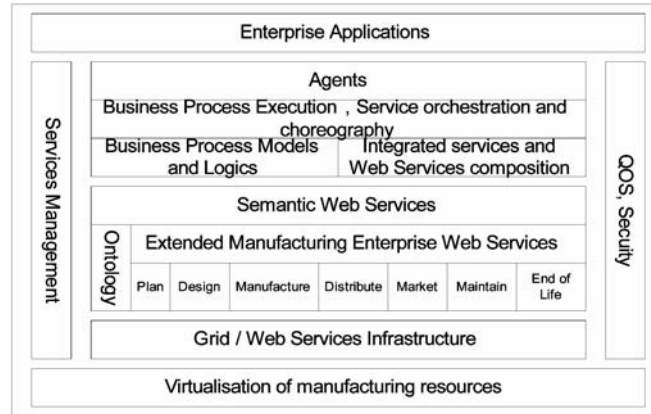 Enterprise Applications
Services Management
Agents
Business Process Execution , Service orchestration and
choreography
Business Process Models
and Logics
Integrated services and
Web Services composition
Semantic Web Services
Ontology
Extended Manufacturing Enterprise Web Services
Plan
Design
Manufacture
Distribute
Market
Maintain
End of
Life
Grid / Web Services Infrastructure
QOS, Secuity
Virtualisation of manufacturing resources